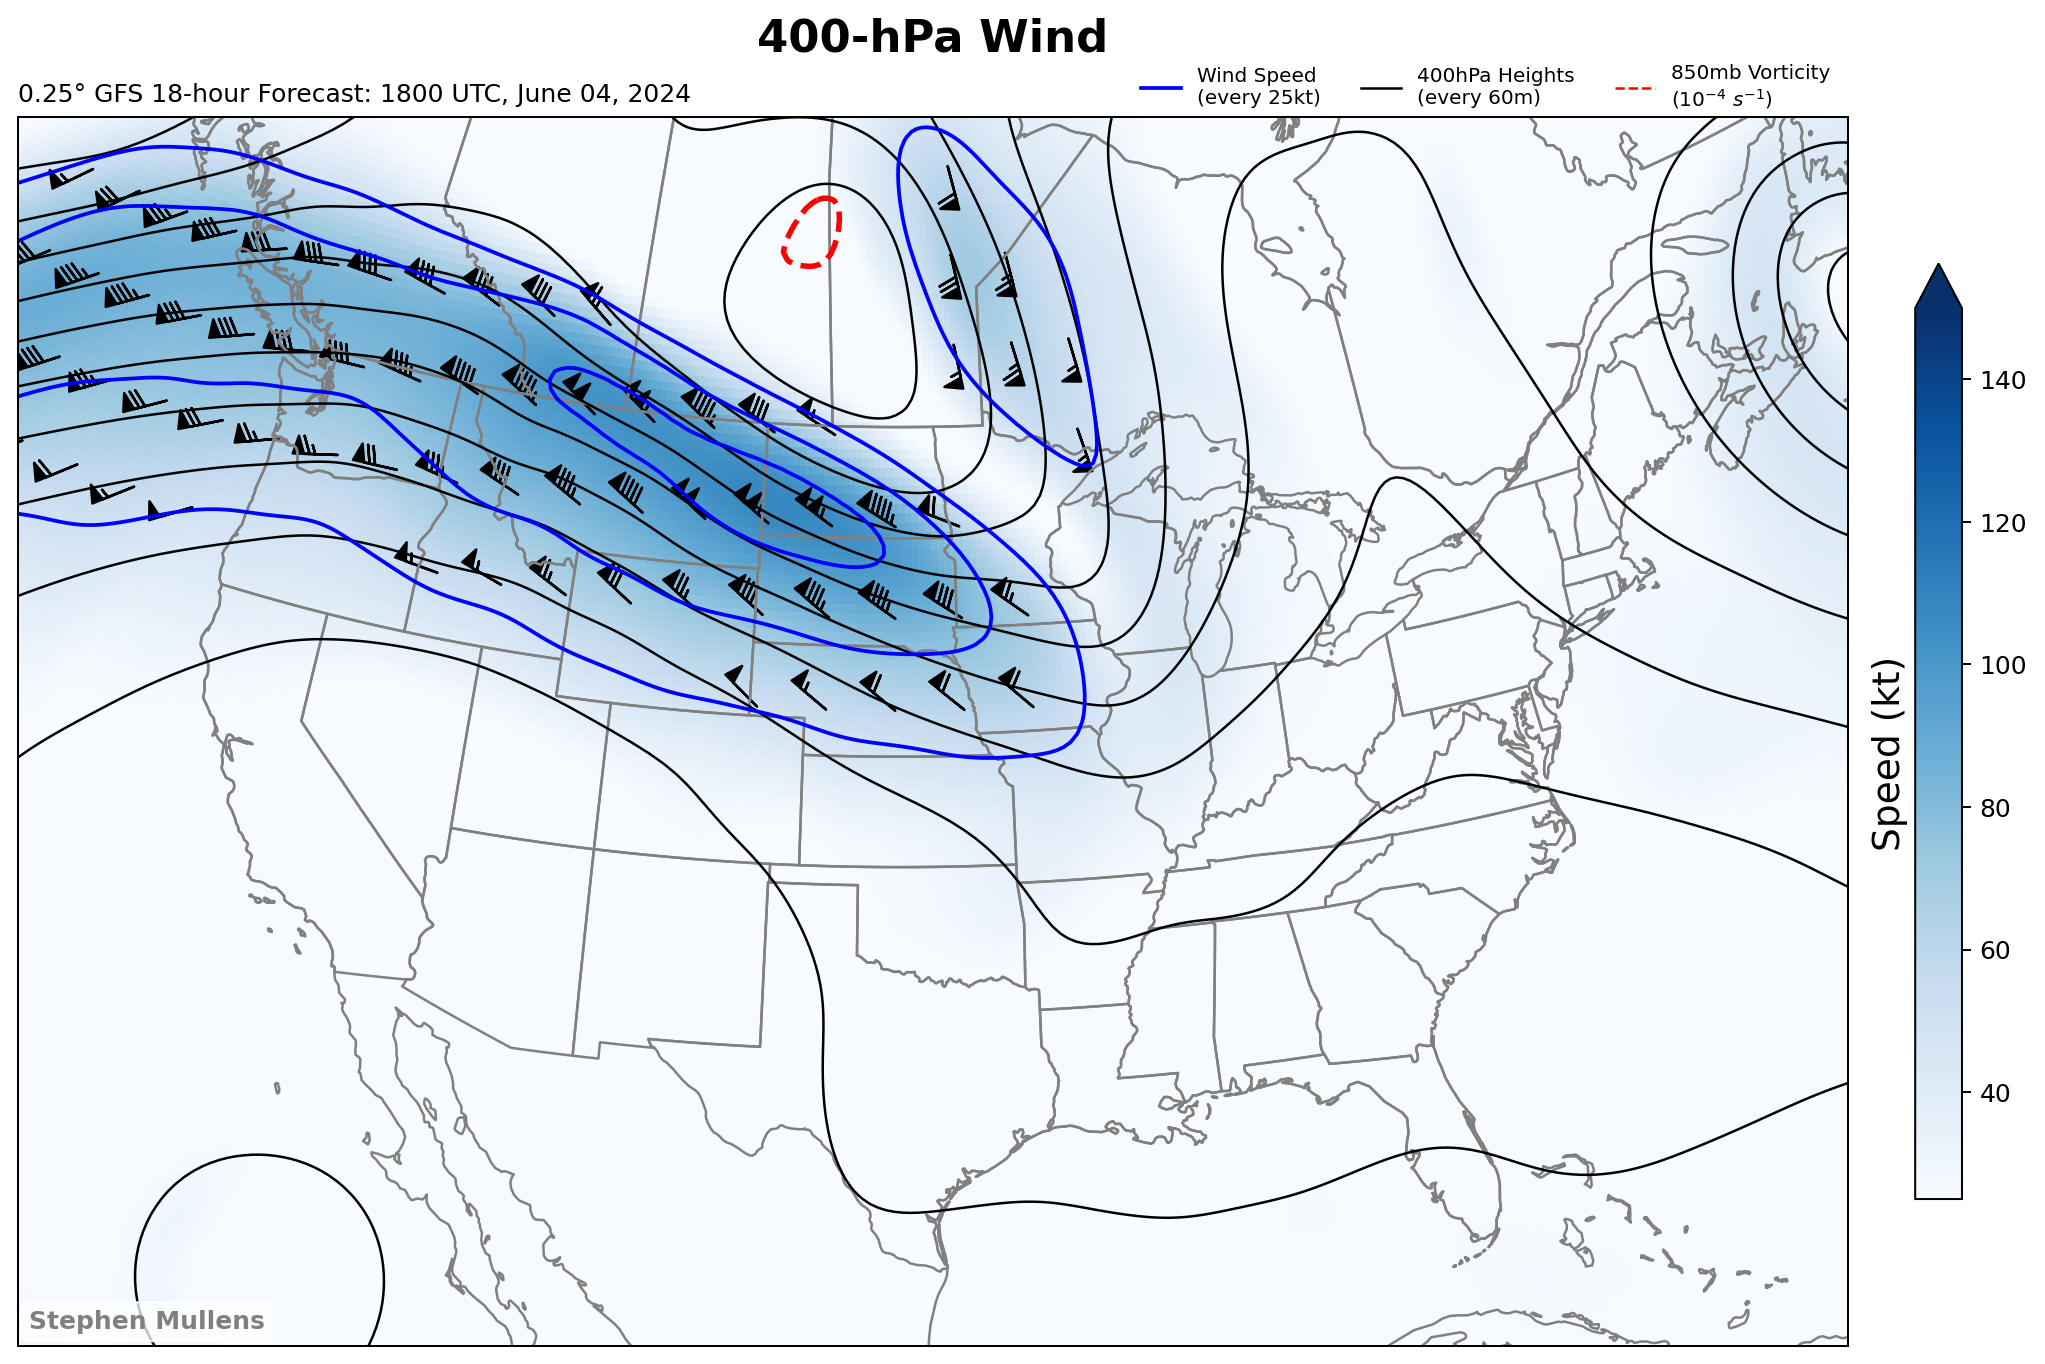 400-hPa Wind
0.25° GFS 18-hour Forecast: 1800 UTC, June 04, 2024
Wind Speed
(every 25kt)
400hPa Heights
(every 60m)
850mb Vorticity
(10⁻⁴ s⁻¹)
140
120
100
80
60
40
Speed (kt)
Stephen Mullens